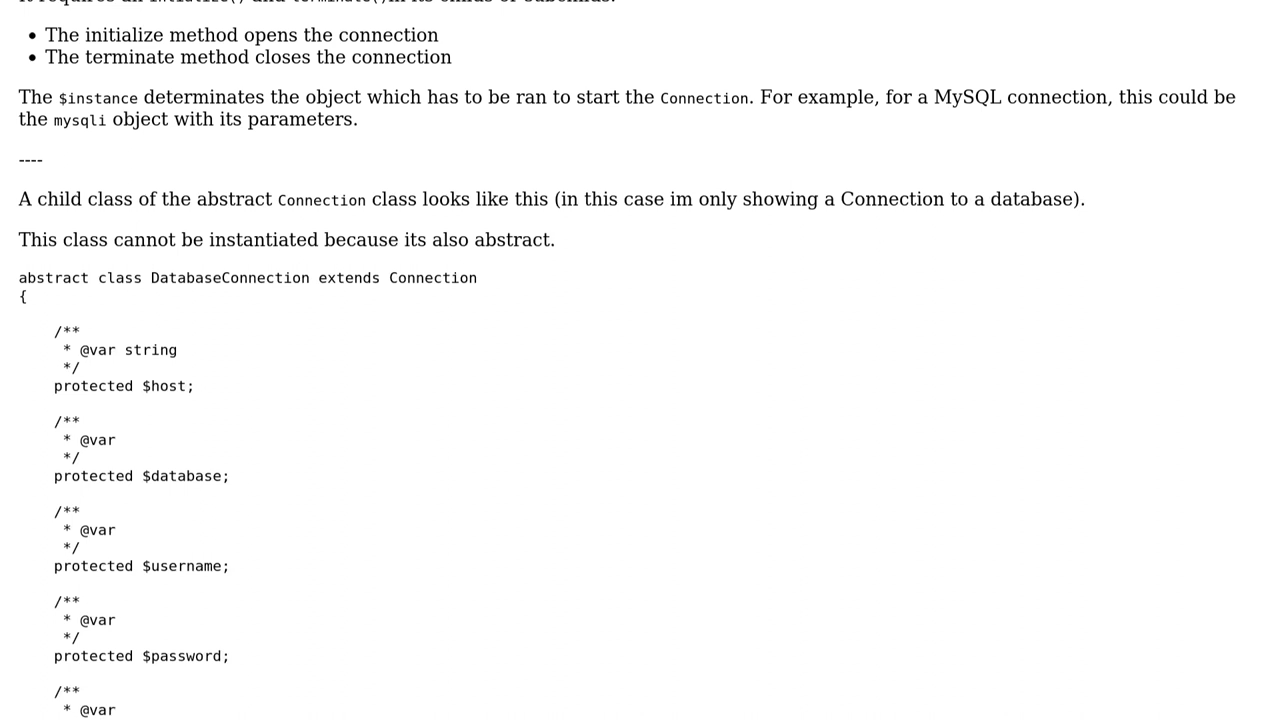 • The initialize method opens the connection
• The terminate method closes the connection
The $instance determinates the object which has to be ran to start the Connection. For example, for a MySQL connection, this could be
the mysqli object with its parameters.
----
A child class of the abstract Connection class looks like this (in this case im only showing a Connection to a database).
This class cannot be instantiated because its also abstract.
abstract class DatabaseConnection extends Connection
{
    /**
     * @var string
     */
    protected $host;
    /**
     * @var
     */
    protected $database;
    /**
     * @var
     */
    protected $username;
    /**
     * @var
     */
    protected $password;
    /**
     * @var